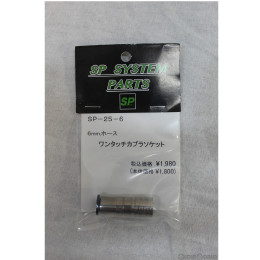 SP SYSTEM
PARTS
SP
SP-25-6
6mmホース
ワンタッチカプラソケット
税込価格 ¥1,980
(本体価格 ¥1,800)